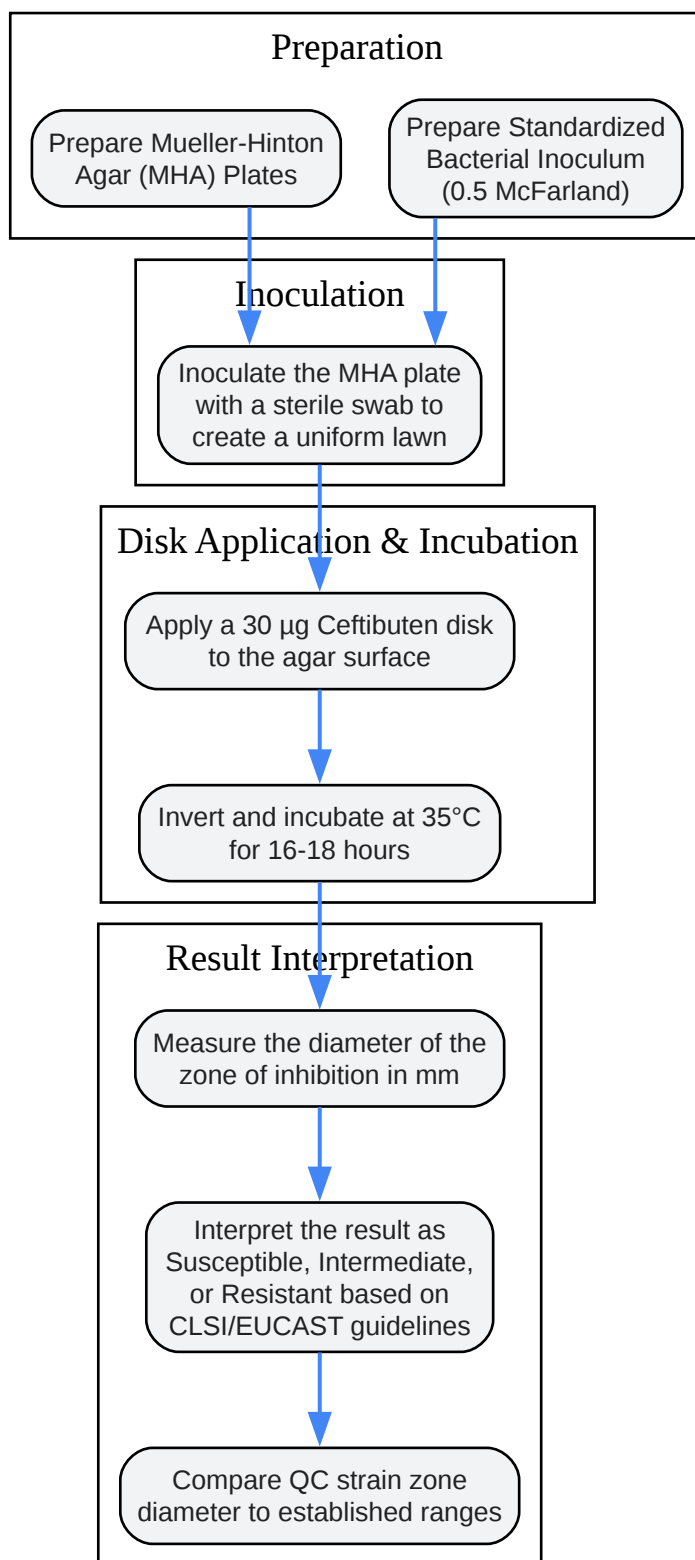 Preparation
Prepare Mueller-Hinton
Agar (MHA) Plates
Prepare Standardized
Bacterial Inoculum
(0.5 McFarland)
Inoculation
Inoculate the MHA plate
with a sterile swab to
create a uniform lawn
Disk Application & Incubation
Apply a 30 µg Ceftibuten disk
to the agar surface
Invert and incubate at 35°C
for 16-18 hours
Result Interpretation
Measure the diameter of the
zone of inhibition in mm
Interpret the result as
Susceptible, Intermediate,
or Resistant based on
CLSI/EUCAST guidelines
Compare QC strain zone
diameter to established ranges